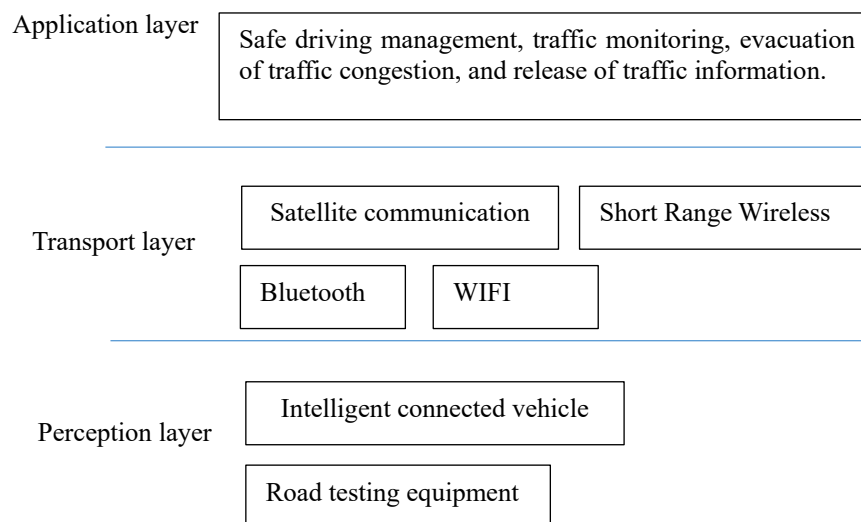 Application layer
Safe driving management, traffic monitoring, evacuation
of traffic congestion, and release of traffic information.
Satellite communication
Short Range Wireless
Transport layer
Bluetooth
WIFI
Intelligent connected vehicle
Perception layer
Road testing equipment